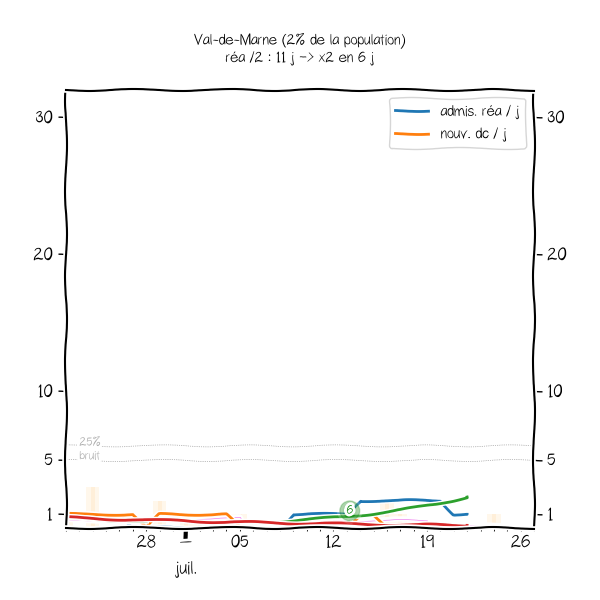 Val-de-Marne (2% de la population)
réa /2 : 11 j -> x2 en 6 j
admis. réa / j
nouv. dc / j
30
30
20
20
10
10
25%
5
bruit
5
1
6
1
28
05
12
19
26
juil.